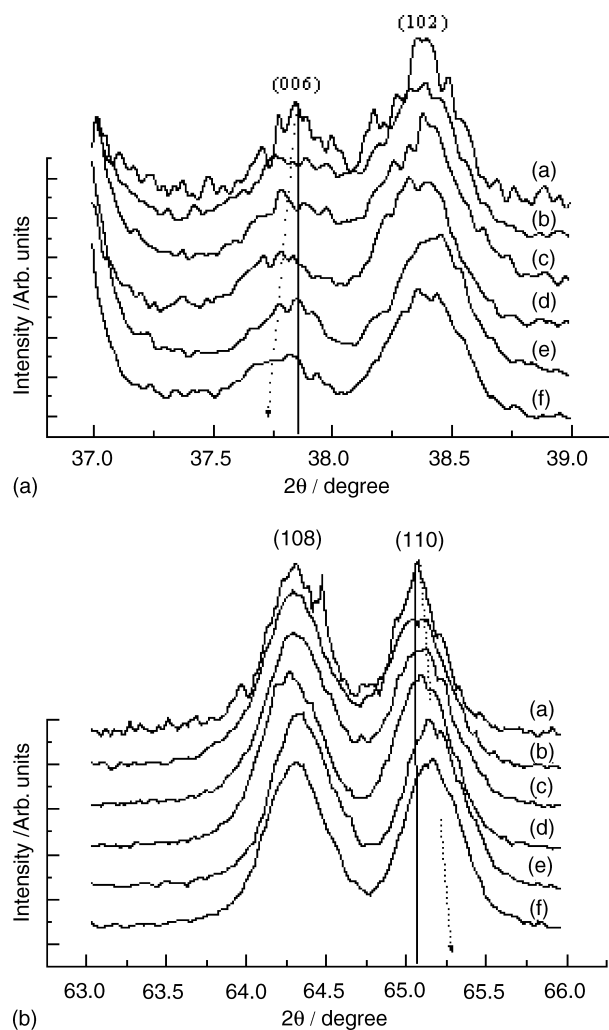 (102)
(006)
(a)
(b)
(c)
(d)
(e)
(f)
Intensity /Arb. units
37.0 37.5 38.0 38.5 39.0
2θ / degree
(a)
(108) (110)
(a)
(b)
(c)
(d)
(e)
(f)
Intensity /Arb. units
63.0 63.5 64.0 64.5 65.0 65.5 66.0
2θ / degree
(b)